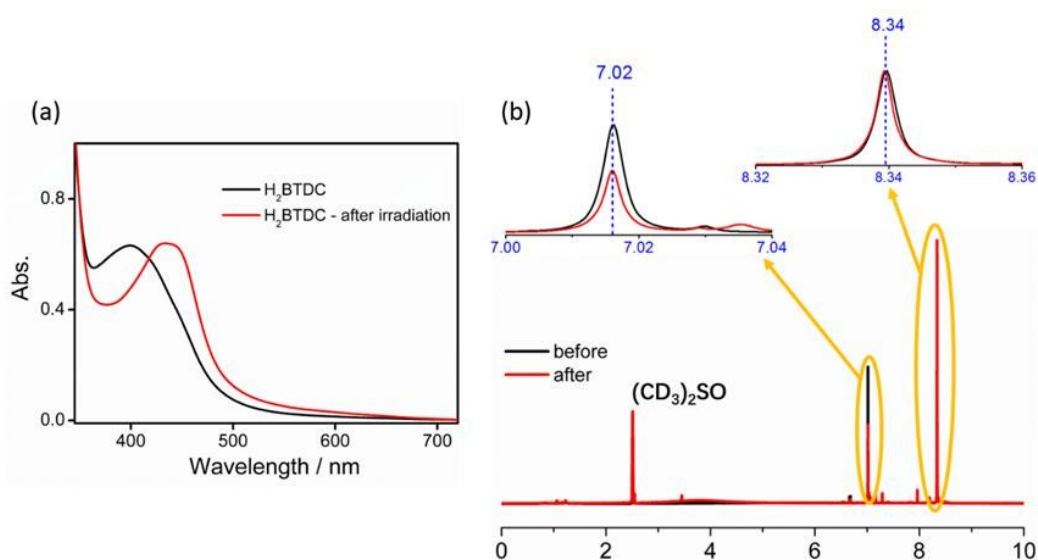 (a)
H₂BTDC
H₂BTDC - after irradiation
Abs.
0.8
0.4
0.0
400
500
600
700
Wavelength / nm
(b)
7.02
8.34
7.00
7.02
7.04
8.32
8.34
8.36
before
after
(CD₃)₂SO
0
2
4
6
8
10